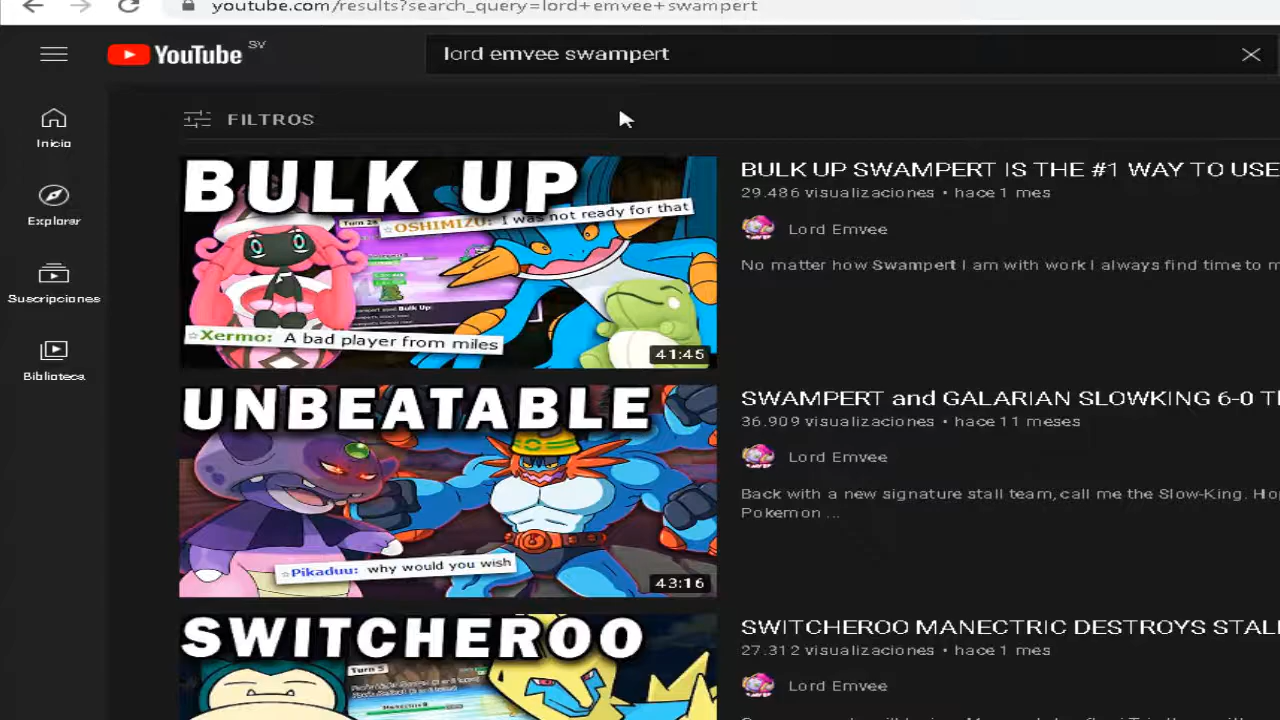 youtube.com/results?search_query=lord+emvee+swampert
YouTube SV
lord emvee swampert
FILTROS
Inicio
Explorar
Suscripciones
Biblioteca
BULK UP
Turn 28
☆OSHIMIZU: I was not ready for that
☆Xermo: A bad player from miles
41:45
BULK UP SWAMPERT IS THE #1 WAY TO USE
29.486 visualizaciones • hace 1 mes
Lord Emvee
No matter how Swampert I am with work I always find time to m
UNBEATABLE
☆Pikaduu: why would you wish
43:16
SWAMPERT and GALARIAN SLOWKING 6-0 T
36.909 visualizaciones • hace 11 meses
Lord Emvee
Back with a new signature stall team, call me the Slow-King. Ho
Pokemon ...
SWITCHEROO
Turn 5
SWITCHEROO MANECTRIC DESTROYS STAL
27.312 visualizaciones • hace 1 mes
Lord Emvee